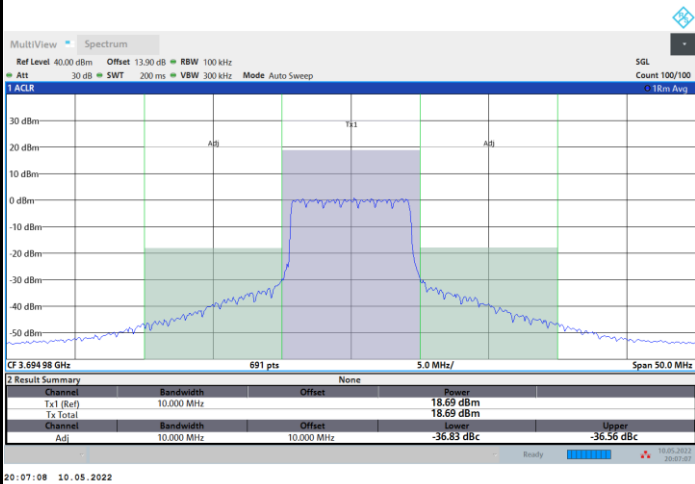 MultiView Spectrum
Ref Level 40.00 dBm Offset 13.90 dB RBW 100 kHz SGL
Att 30 dB SWT 200 ms VBW 300 kHz Mode Auto Sweep Count 100/100
1 ACLR 1Rm Avg
30 dBm
Tx1
20 dBm
Adj Adj
10 dBm
0 dBm
-10 dBm
-20 dBm
-30 dBm
-40 dBm
-50 dBm
CF 3.694 98 GHz 691 pts 5.0 MHz/ Span 50.0 MHz
2 Result Summary None
Channel Bandwidth Offset Power
Tx1 (Ref) 10.000 MHz 18.69 dBm
Tx Total 18.69 dBm
Channel Bandwidth Offset Lower Upper
Adj 10.000 MHz 10.000 MHz -36.83 dBc -36.56 dBc
Ready 10.05.2022
20:07:07
20:07:08 10.05.2022